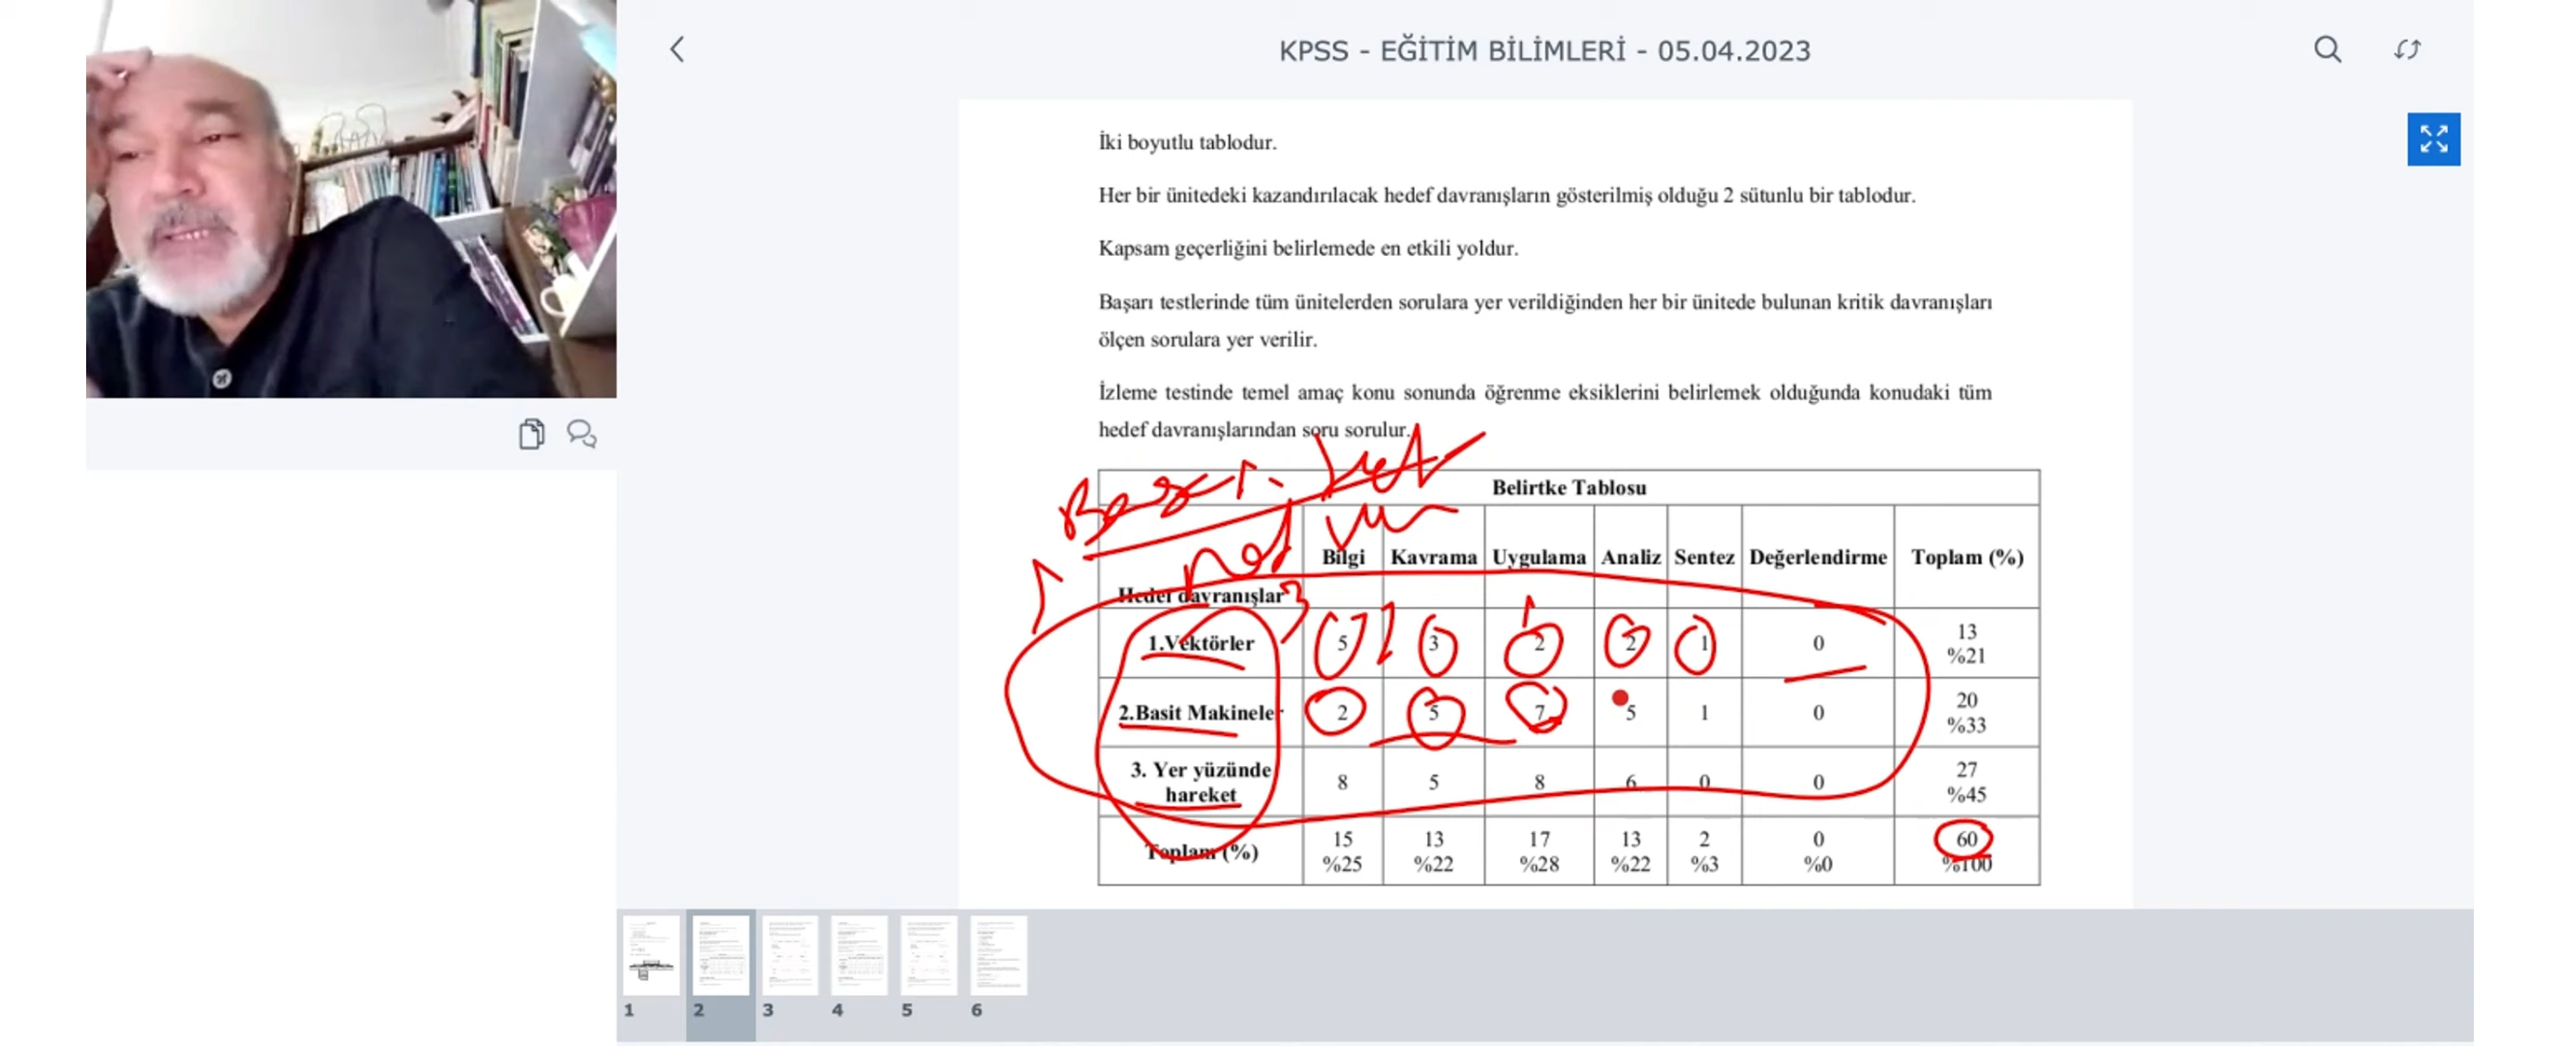 KPSS - EĞİTİM BİLİMLERİ - 05.04.2023
İki boyutlu tablodur.
Her bir ünitedeki kazandırılacak hedef davranışların gösterilmiş olduğu 2 sütunlu bir tablodur.
Kapsam geçerliğini belirlemede en etkili yoldur.
Başarı testlerinde tüm ünitelerden sorulara yer verildiğinden her bir ünitede bulunan kritik davranışları
ölçen sorulara yer verilir.
İzleme testinde temel amaç konu sonunda öğrenme eksiklerini belirlemek olduğunda konudaki tüm
hedef davranışlarından soru sorulur.
Belirtke Tablosu
Bilgi Kavrama Uygulama Analiz Sentez Değerlendirme Toplam (%)
Hedef davranışlar
1.Vektörler 5 3 2 2 1 0 13 %21
2.Basit Makineler 2 5 7 5 1 0 20 %33
3. Yer yüzünde hareket 8 5 8 6 0 0 27 %45
Toplam (%) 15 %25 13 %22 17 %28 13 %22 2 %3 0 %0 60 %100
1 2 3 4 5 6